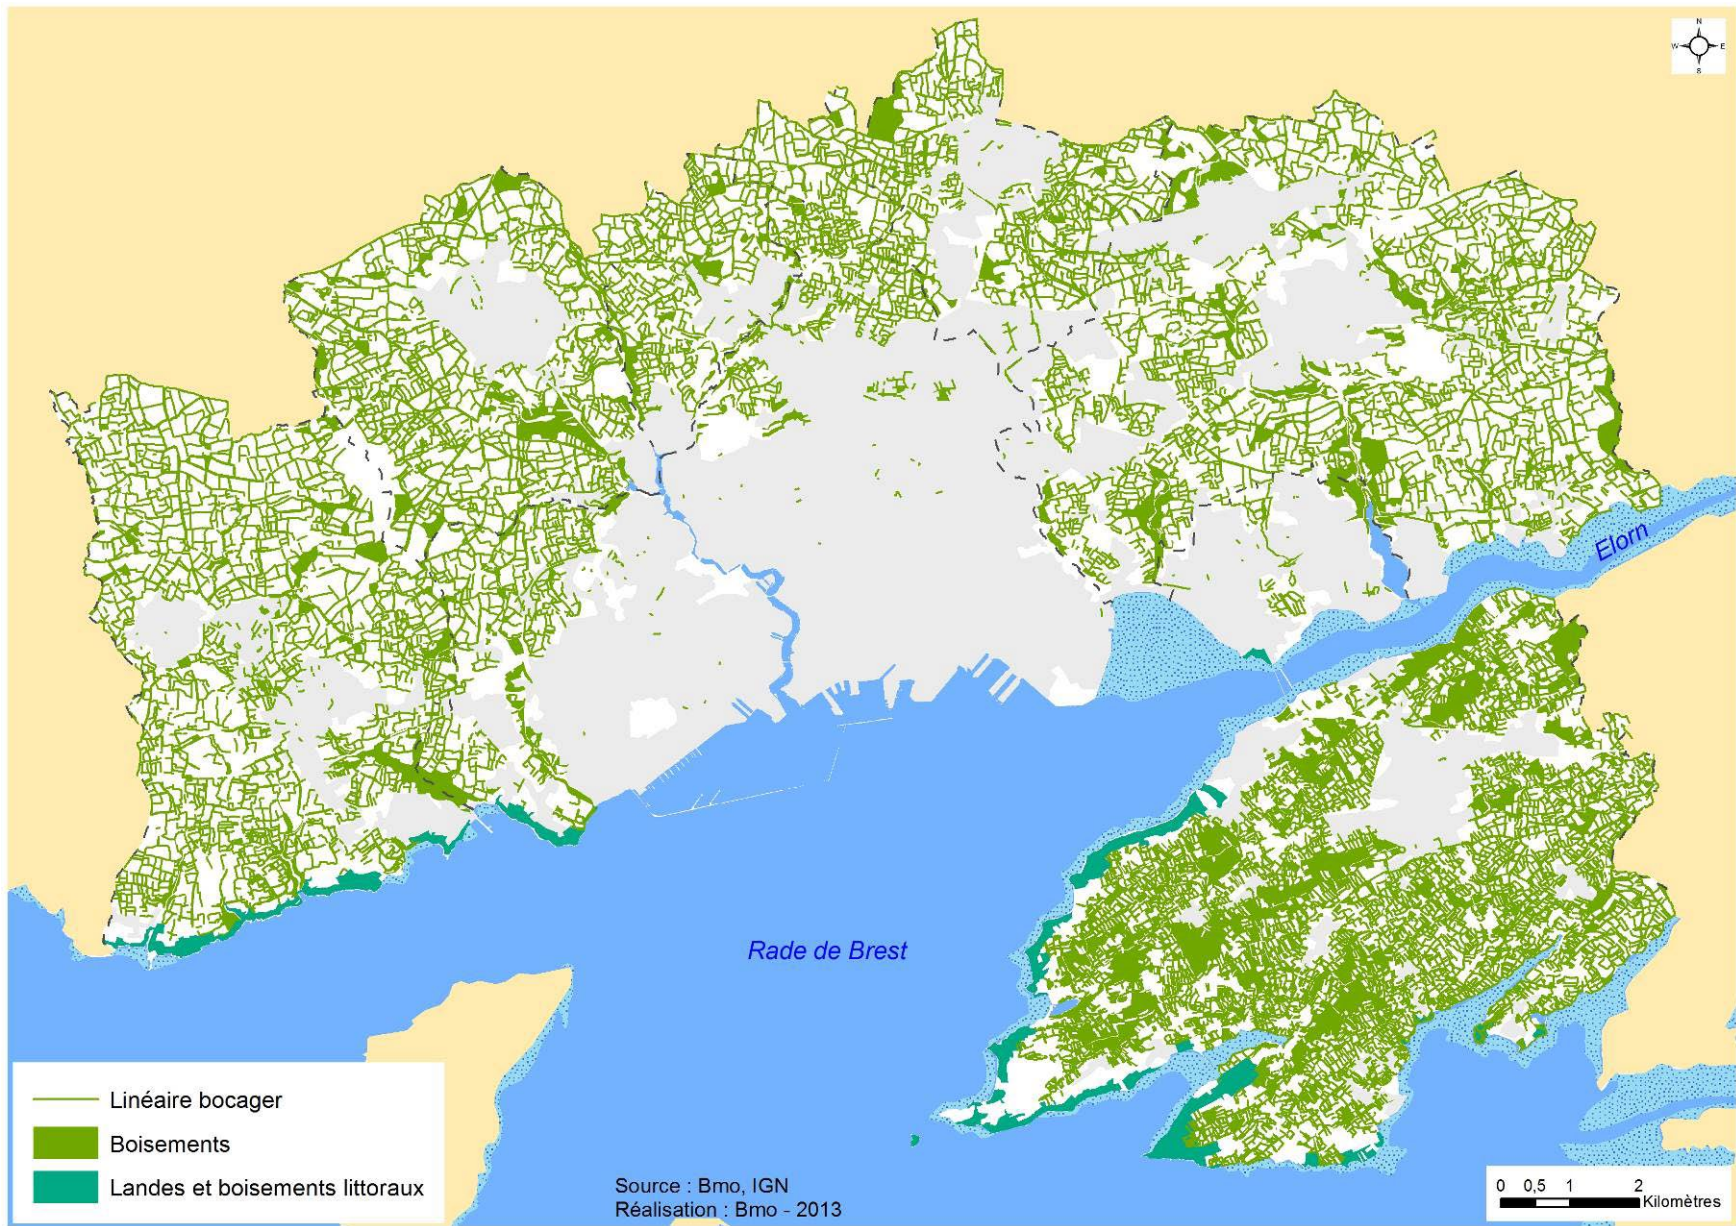 N
W E
S
Elorn
Rade de Brest
Linéaire bocager
Boisements
Landes et boisements littoraux
Source : Bmo, IGN
Réalisation : Bmo - 2013
0 0,5 1 2
Kilomètres